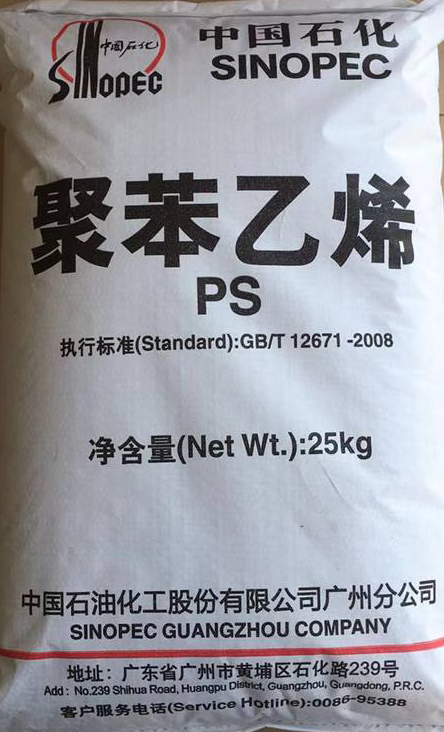 中国石化
SINOPEC
中国石化
SINOPEC
聚苯乙烯
PS
执行标准(Standard):GB/T 12671-2008
净含量(Net Wt.):25kg
中国石油化工股份有限公司广州分公司
SINOPEC GUANGZHOU COMPANY
地址：广东省广州市黄埔区石化路239号
Add：No.239 Shihua Road, Huangpu District, Guangzhou, Guangdong, P.R.C.
客户服务电话(Service Hotline):0086-95388